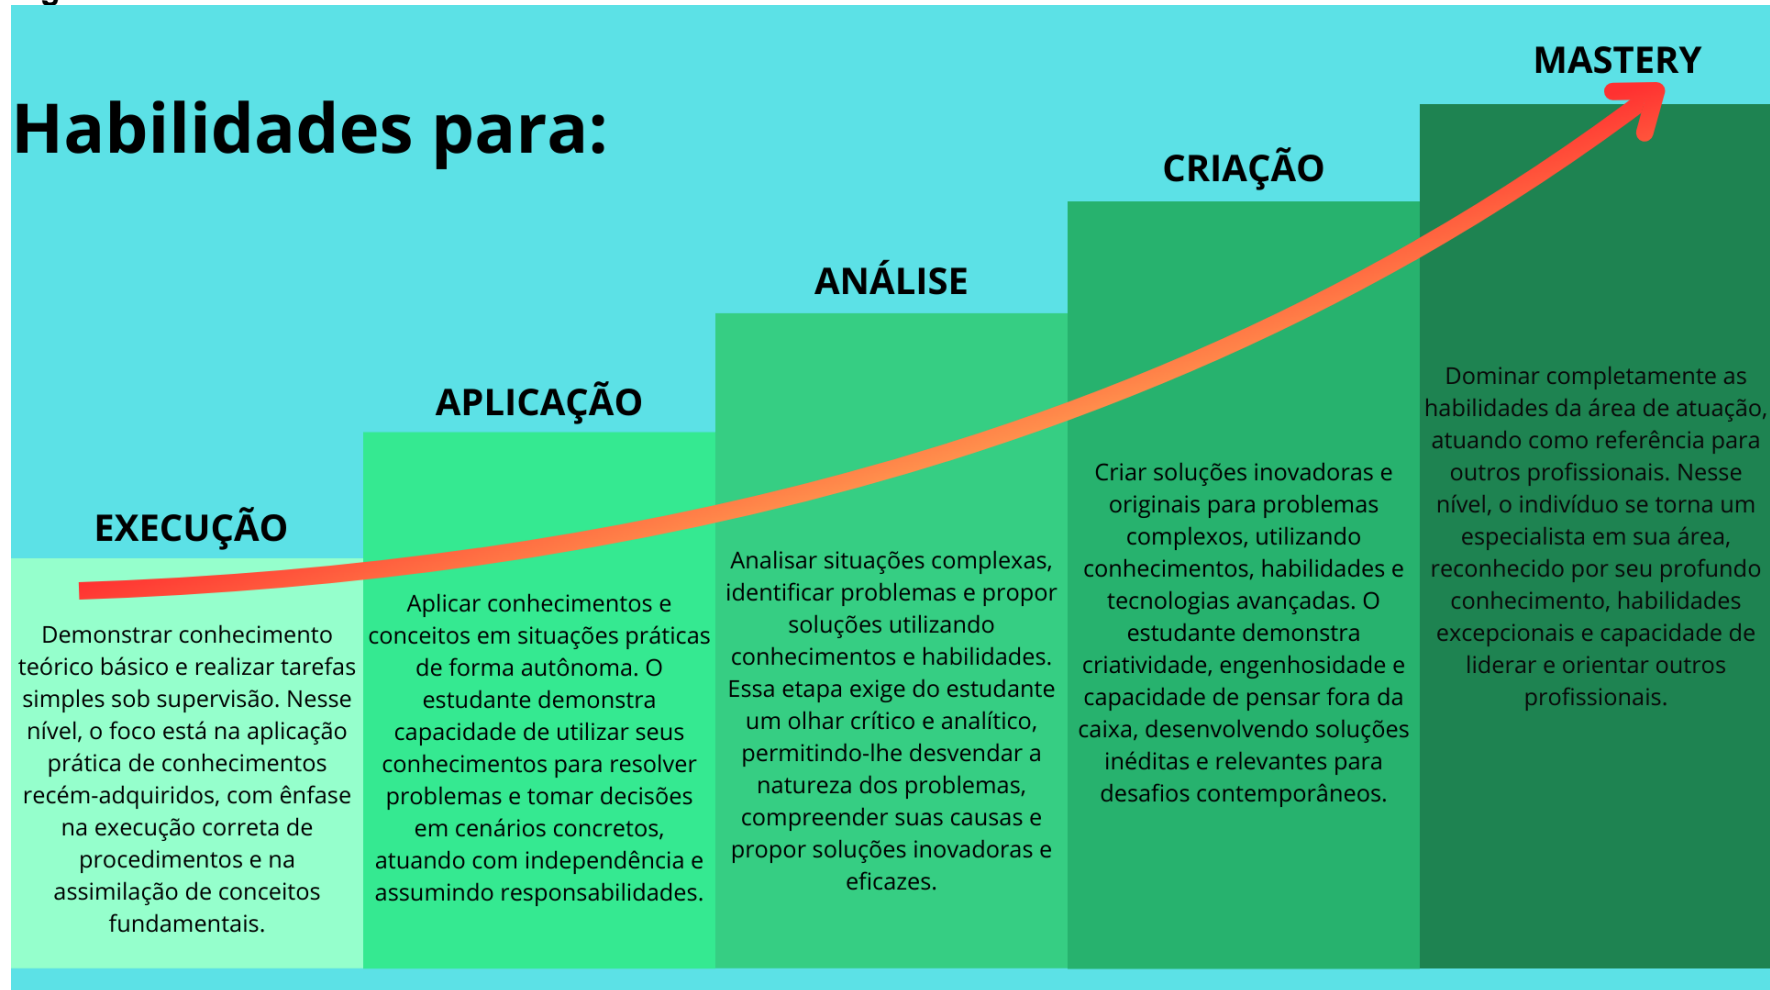 Habilidades para:
EXECUÇÃO
Demonstrar conhecimento
teórico básico e realizar tarefas
simples sob supervisão. Nesse
nível, o foco está na aplicação
prática de conhecimentos
recém-adquiridos, com ênfase
na execução correta de
procedimentos e na
assimilação de conceitos
fundamentais.
APLICAÇÃO
Aplicar conhecimentos e
conceitos em situações práticas
de forma autônoma. O
estudante demonstra
capacidade de utilizar seus
conhecimentos para resolver
problemas e tomar decisões
em cenários concretos,
atuando com independência e
assumindo responsabilidades.
ANÁLISE
Analisar situações complexas,
identificar problemas e propor
soluções utilizando
conhecimentos e habilidades.
Essa etapa exige do estudante
um olhar crítico e analítico,
permitindo-lhe desvendar a
natureza dos problemas,
compreender suas causas e
propor soluções inovadoras e
eficazes.
CRIAÇÃO
Criar soluções inovadoras e
originais para problemas
complexos, utilizando
conhecimentos, habilidades e
tecnologias avançadas. O
estudante demonstra
criatividade, engenhosidade e
capacidade de pensar fora da
caixa, desenvolvendo soluções
inéditas e relevantes para
desafios contemporâneos.
MASTERY
Dominar completamente as
habilidades da área de atuação,
atuando como referência para
outros profissionais. Nesse
nível, o indivíduo se torna um
especialista em sua área,
reconhecido por seu profundo
conhecimento, habilidades
excepcionais e capacidade de
liderar e orientar outros
profissionais.